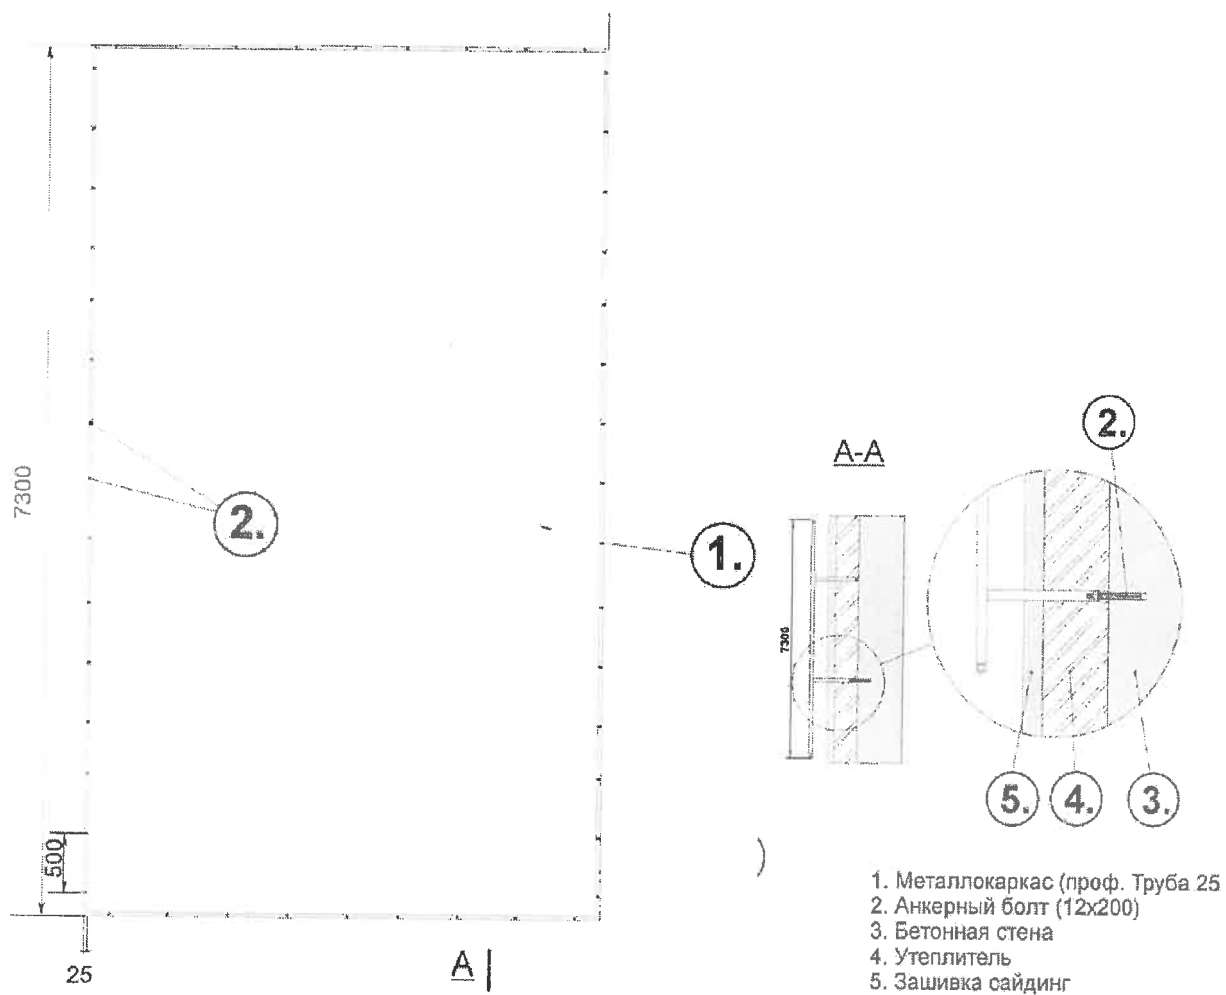 7300
2.
1.
500
25
A
A-A
2.
7300
5.
4.
3.
1. Металлокаркас (проф. Труба 25
2. Анкерный болт (12х200)
3. Бетонная стена
4. Утеплитель
5. Зашивка сайдинг